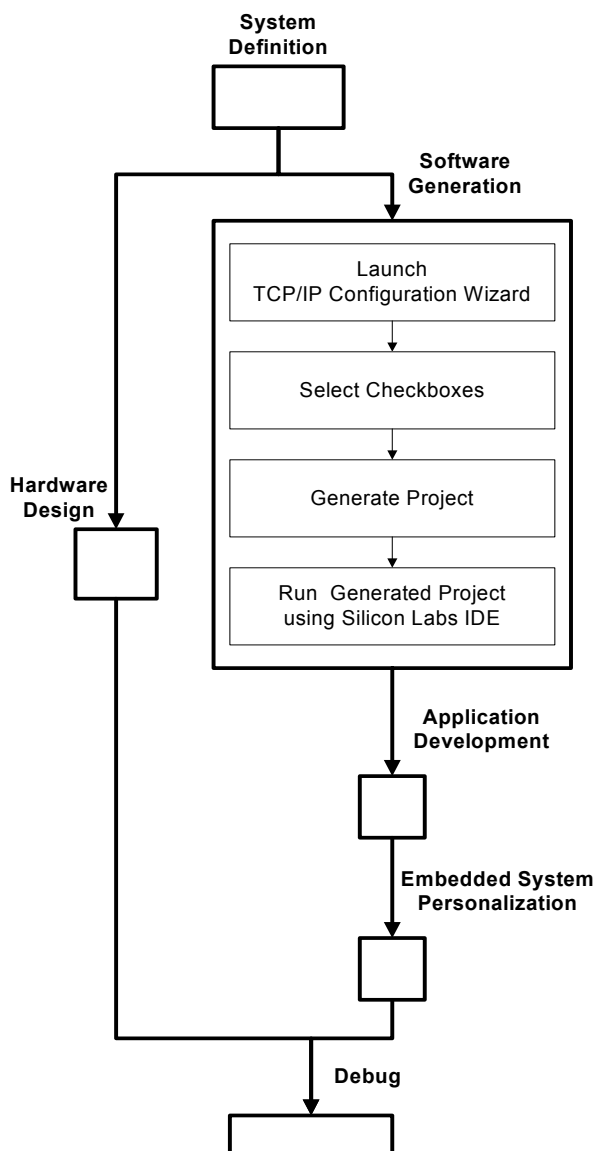 System
Definition
Software
Generation
Launch
TCP/IP Configuration Wizard
Select Checkboxes
Generate Project
Run Generated Project
using Silicon Labs IDE
Hardware
Design
Application
Development
Embedded System
Personalization
Debug